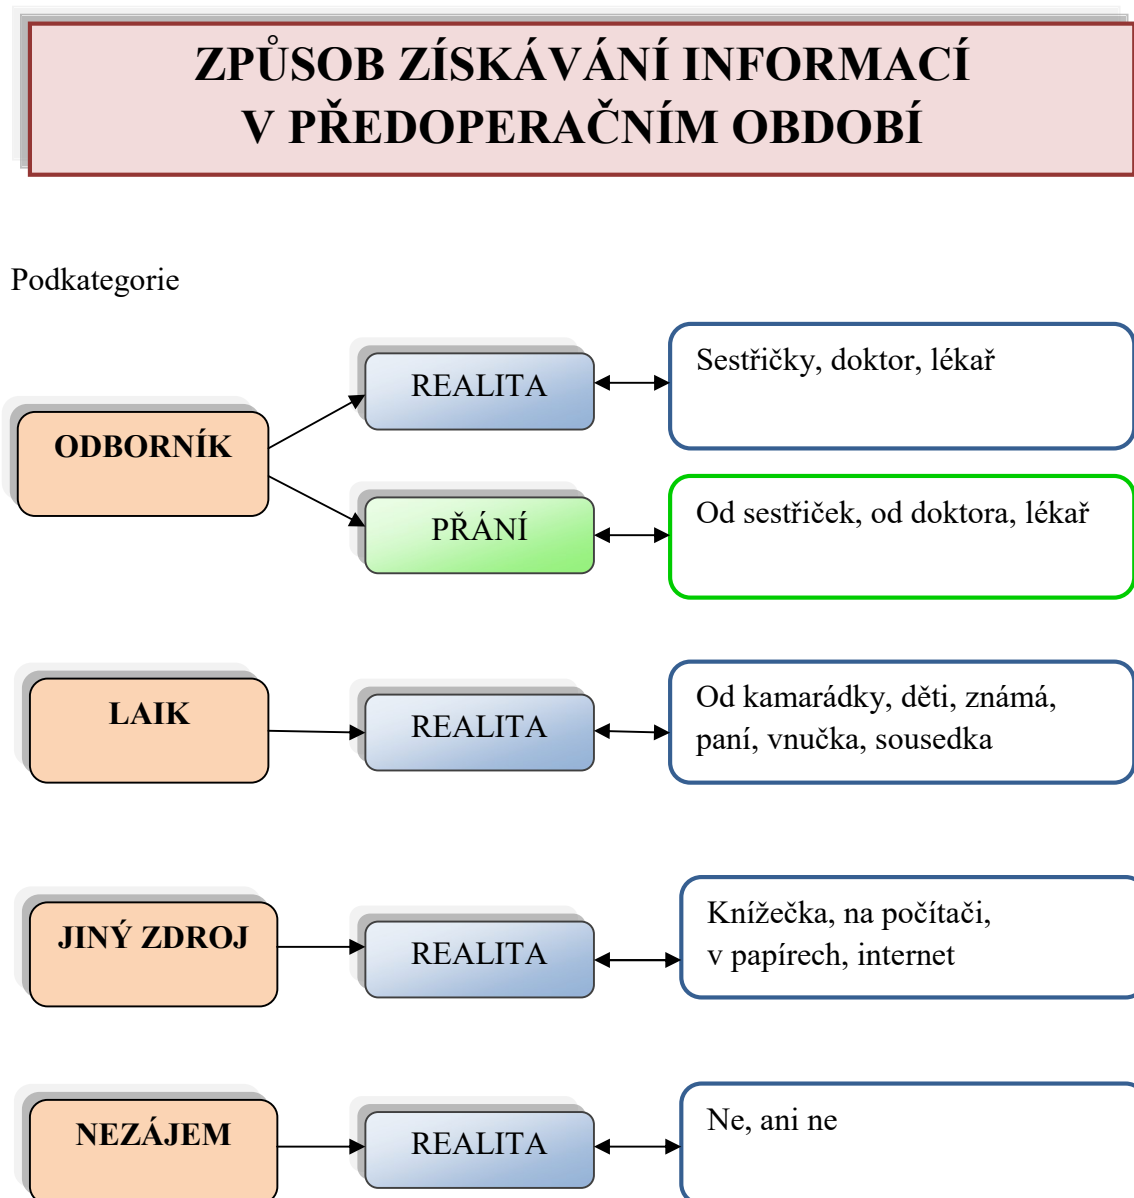 ZPŮSOB ZÍSKÁVÁNÍ INFORMACÍ
V PŘEDOPERAČNÍM OBDOBÍ
Podkategorie
ODBORNÍK
REALITA
Sestřičky, doktor, lékař
PŘÁNÍ
Od sestřiček, od doktora, lékař
LAIK
REALITA
Od kamarádky, děti, známá,
paní, vnučka, sousedka
JINÝ ZDROJ
REALITA
Knížečka, na počítači,
v papírech, internet
NEZÁJEM
REALITA
Ne, ani ne